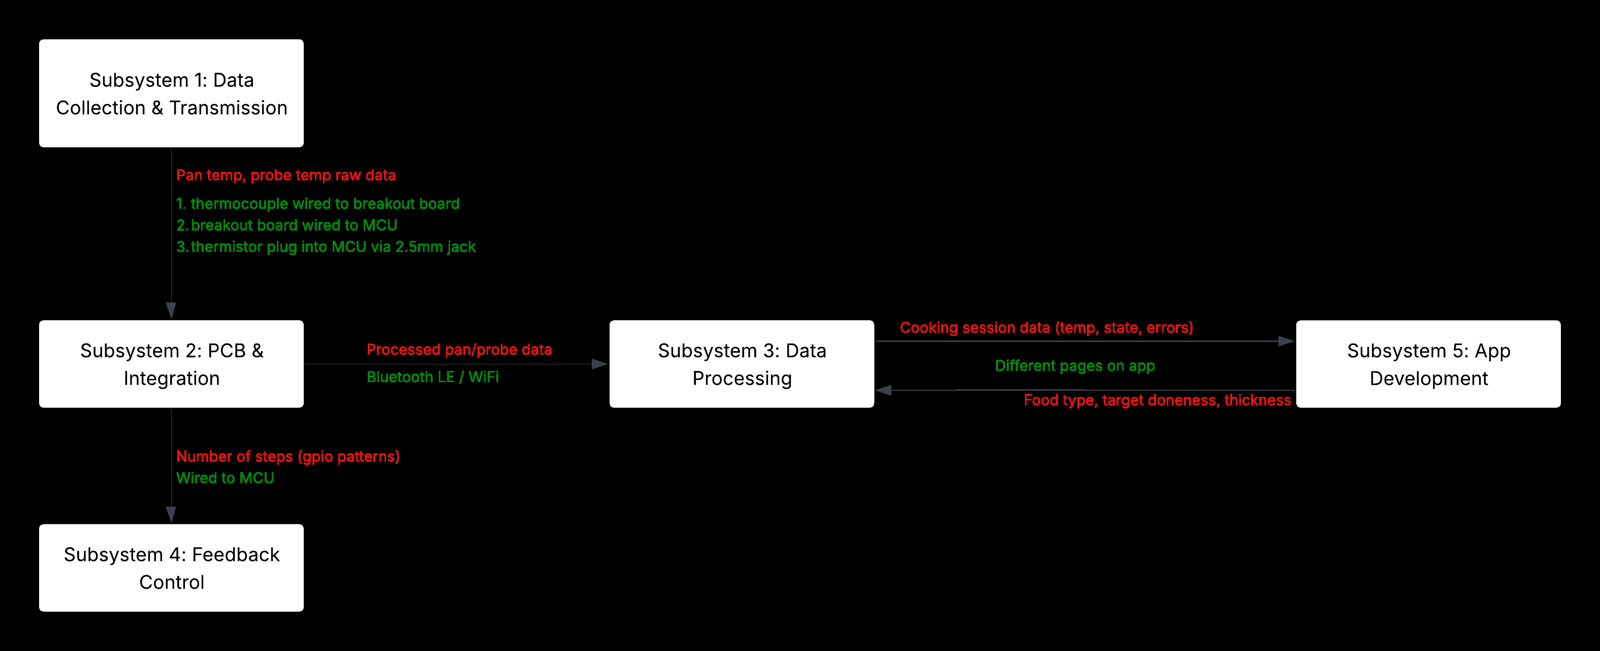 Subsystem 1: Data
Collection & Transmission
Pan temp, probe temp raw data
1. thermocouple wired to breakout board
2. breakout board wired to MCU
3. thermistor plug into MCU via 2.5mm jack
Subsystem 2: PCB &
Integration
Processed pan/probe data
Bluetooth LE / WiFi
Subsystem 3: Data
Processing
Cooking session data (temp, state, errors)
Different pages on app
Food type, target doneness, thickness
Subsystem 5: App
Development
Number of steps (gpio patterns)
Wired to MCU
Subsystem 4: Feedback
Control